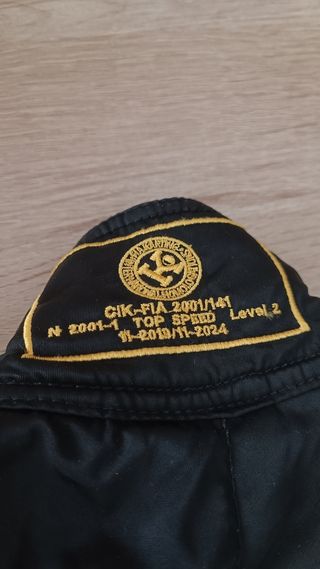 CIK-FIA 2001/141
N 2001-1 TOP SPEED Level 2
11-2019/11-2024